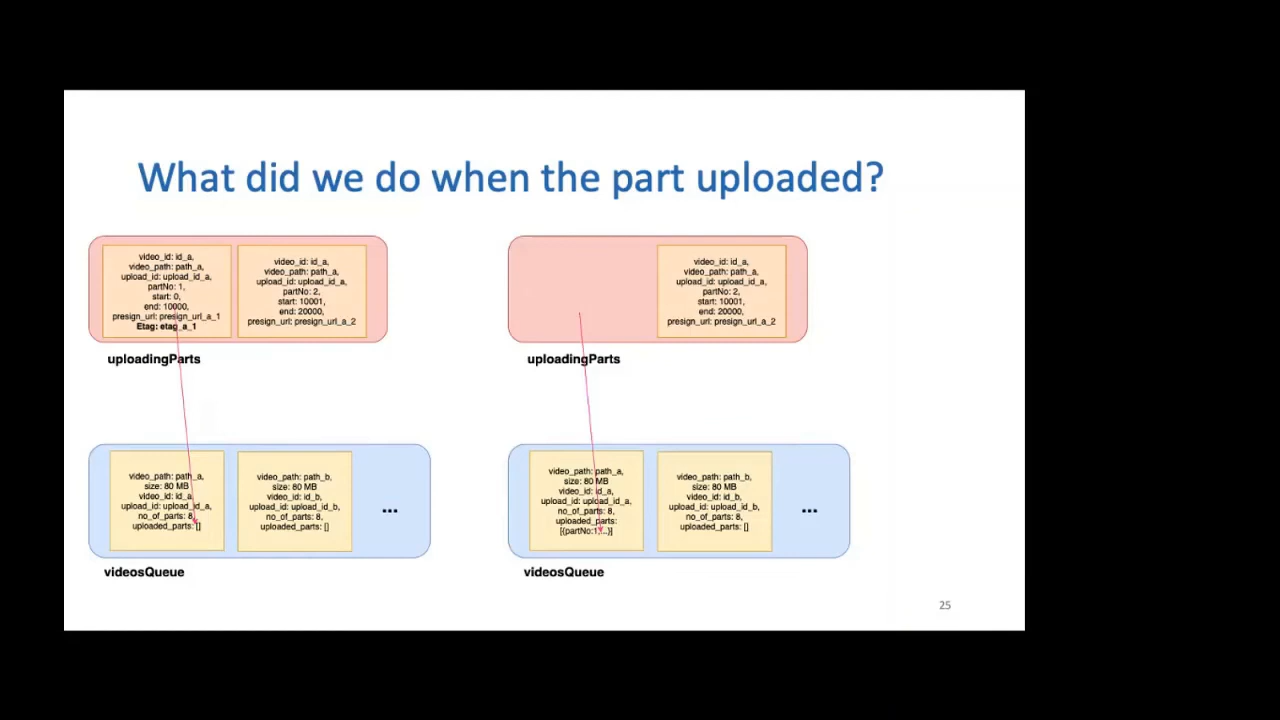 What did we do when the part uploaded?
video_id: id_a,
video_path: path_a,
upload_id: upload_id_a,
partNo: 1,
start: 0,
end: 10000,
presign_url: presign_url_a_1
Etag: etag_a_1
video_id: id_a,
video_path: path_a,
upload_id: upload_id_a,
partNo: 2,
start: 10001,
end: 20000,
presign_url: presign_url_a_2
uploadingParts
video_id: id_a,
video_path: path_a,
upload_id: upload_id_a,
partNo: 2,
start: 10001,
end: 20000,
presign_url: presign_url_a_2
uploadingParts
video_path: path_a,
size: 80 MB
video_id: id_a,
upload_id: upload_id_a,
no_of_parts: 8,
uploaded_parts: []
video_path: path_b,
size: 80 MB
video_id: id_b,
upload_id: upload_id_b,
no_of_parts: 8,
uploaded_parts: []
...
videosQueue
video_path: path_a,
size: 80 MB
video_id: id_a,
upload_id: upload_id_a,
no_of_parts: 8,
uploaded_parts:
[{partNo:1,...}]
video_path: path_b,
size: 80 MB
video_id: id_b,
upload_id: upload_id_b,
no_of_parts: 8,
uploaded_parts: []
...
videosQueue
25